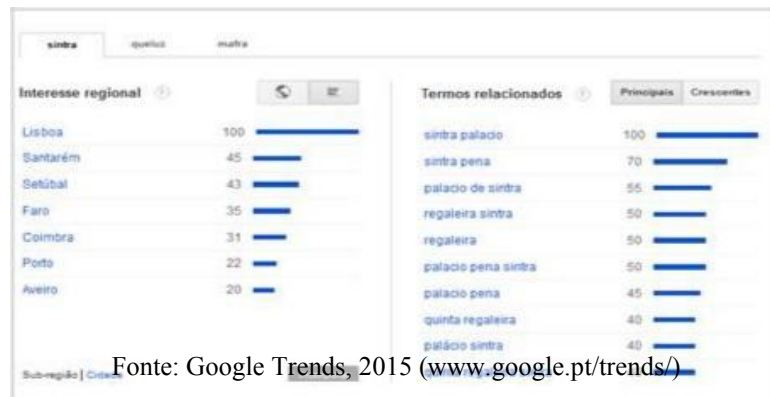 sintra queluz mafra
Interesse regional ?
Lisboa 100
Santarém 45
Setúbal 43
Faro 35
Coimbra 31
Porto 22
Aveiro 20
Sub-região | Cidade
Termos relacionados ? Principais Crescentes
sintra palacio 100
sintra pena 70
palacio de sintra 55
regaleira sintra 50
regaleira 50
palacio pena sintra 50
palacio pena 45
quinta regaleira 40
palácio sintra 40
Fonte: Google Trends, 2015 (www.google.pt/trends/)